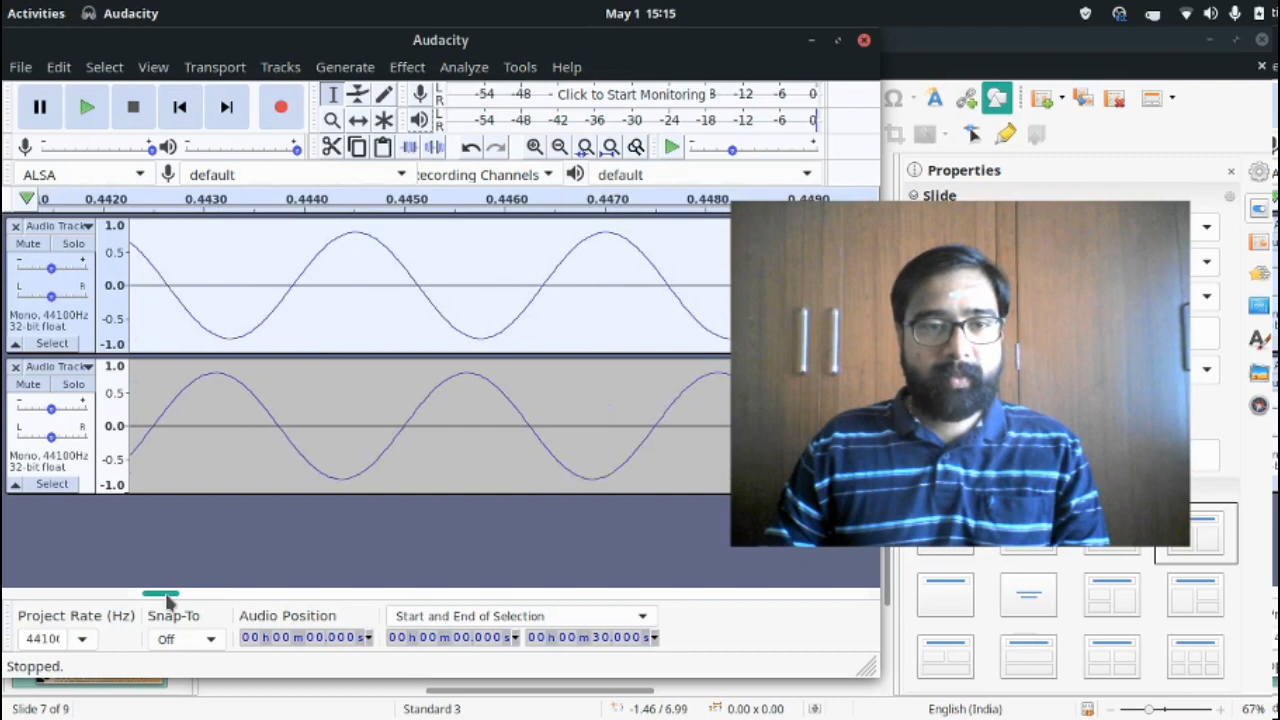 Activities Audacity May 1 15:15
Audacity
File Edit Select View Transport Tracks Generate Effect Analyze Tools Help
L -54 -48 - Click to Start Monitoring -12 -6 0
R -54 -48 -42 -36 -30 -24 -18 -12 -6 0
ALSA default ecording Channels default
0 0.4420 0.4430 0.4440 0.4450 0.4460 0.4470 0.4480 0.4490
Audio Track 1.0
Mute Solo
0.5
L R 0.0
Mono, 44100Hz -0.5
32-bit float
Select -1.0
Audio Track 1.0
Mute Solo
0.5
L R 0.0
Mono, 44100Hz -0.5
32-bit float
Select -1.0
Project Rate (Hz) Snap-To Audio Position Start and End of Selection
Off 00 h 00 m 00.000 s 00 h 00 m 00.000 s 00 h 00 m 30.000 s
Stopped.
Properties
Slide
Slide 7 of 9 Standard 3 -1.46 / 6.99 0.00 x 0.00 English (India) 67%